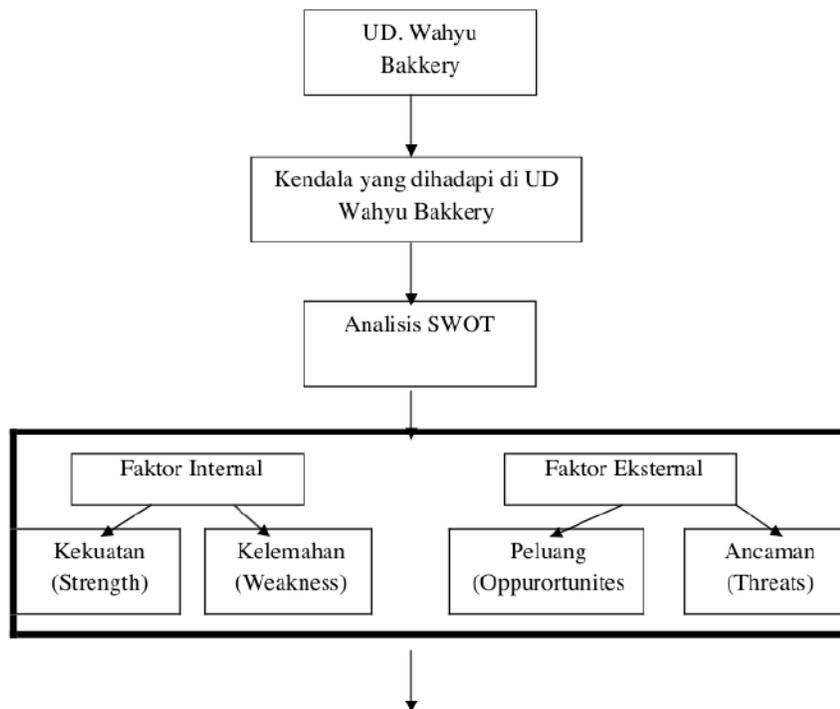 UD. Wahyu
Bakkery
Kendala yang dihadapi di UD
Wahyu Bakkery
Analisis SWOT
Faktor Internal
Faktor Eksternal
Kekuatan
(Strength)
Kelemahan
(Weakness)
Peluang
(Oppurortunites
Ancaman
(Threats)